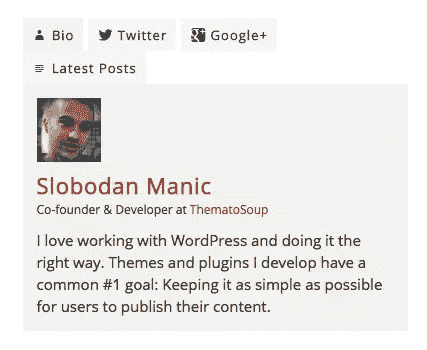 Bio Twitter Google+
Latest Posts
Slobodan Manic
Co-founder & Developer at ThematoSoup
I love working with WordPress and doing it the
right way. Themes and plugins I develop have a
common #1 goal: Keeping it as simple as possible
for users to publish their content.